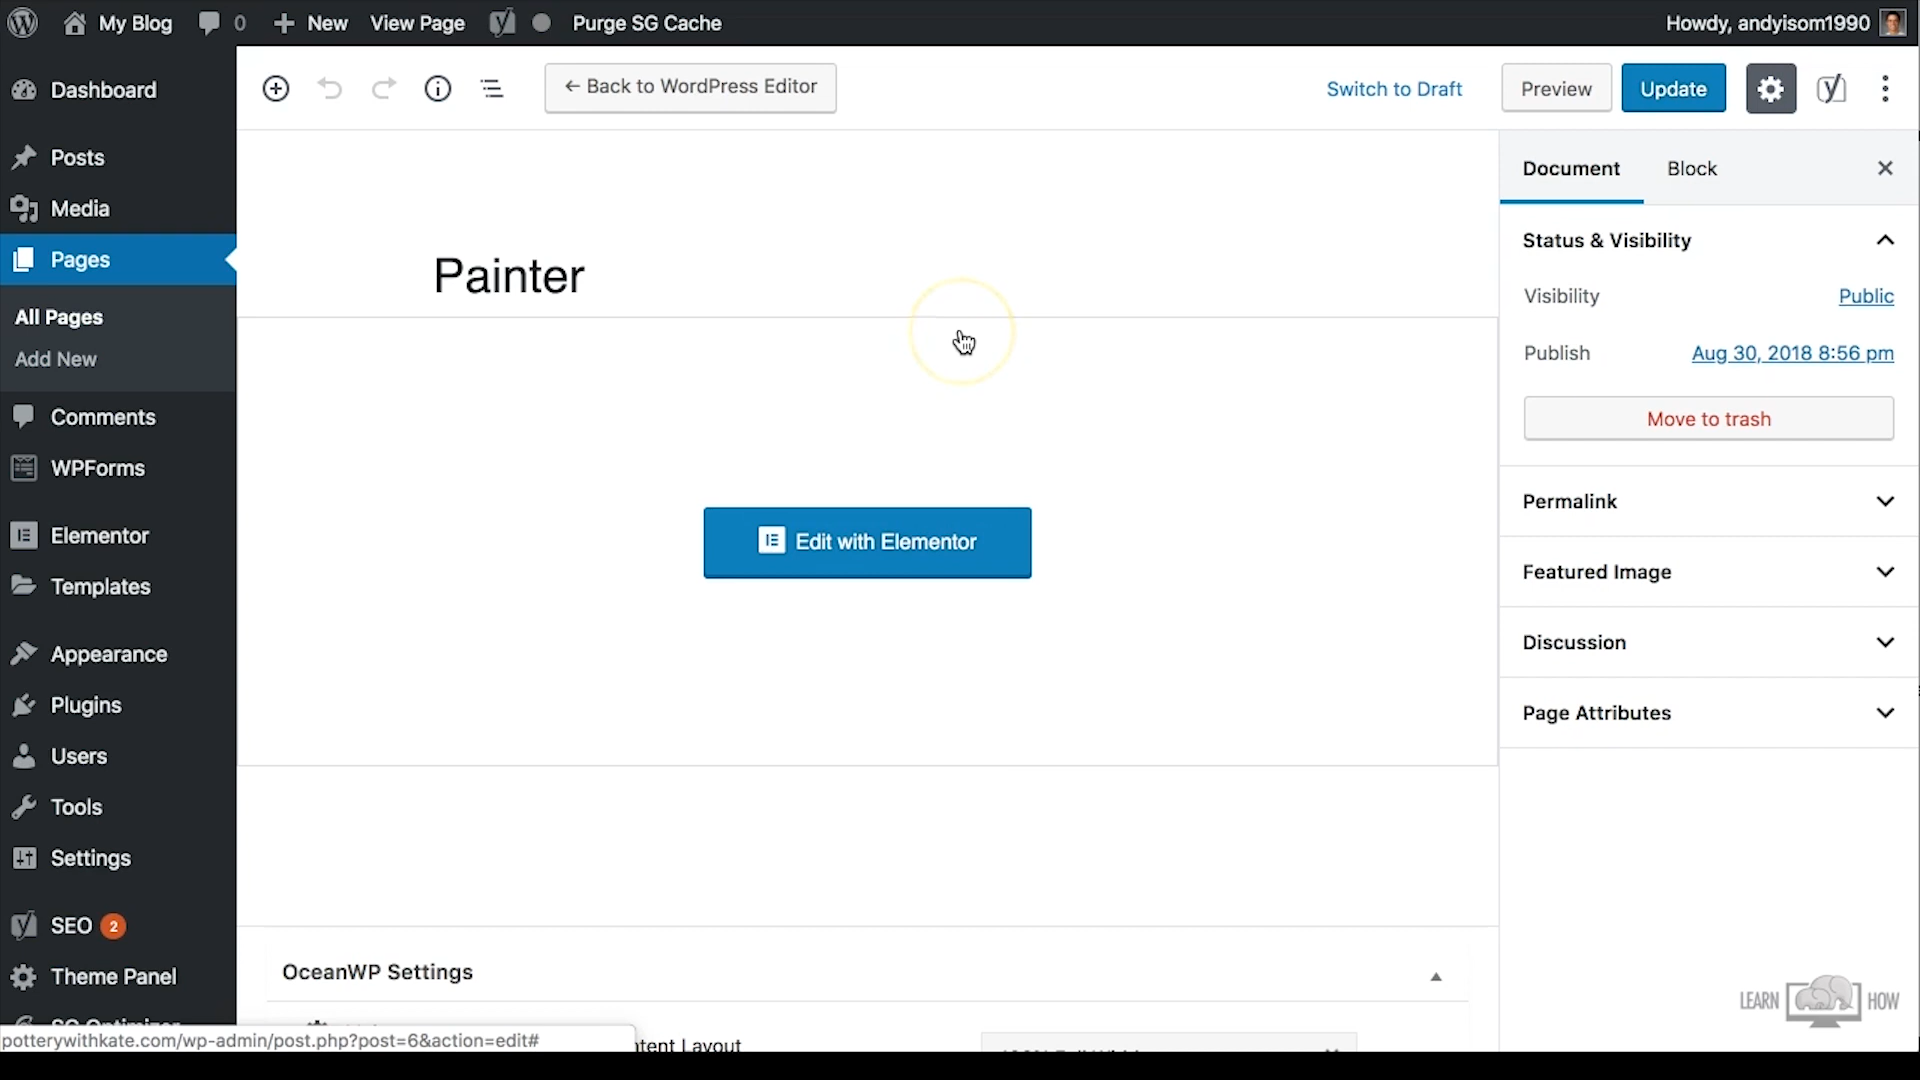 My Blog
0
New
View Page
Purge SG Cache
Howdy, andyisom1990
Dashboard
Posts
Media
Pages
All Pages
Add New
Comments
WPForms
Elementor
Templates
Appearance
Plugins
Users
Tools
Settings
SEO 2
Theme Panel
SG Optimizer
potterywithkate.com/wp-admin/post.php?post=6&action=edit#
← Back to WordPress Editor
Switch to Draft
Preview
Update
Painter
Edit with Elementor
OceanWP Settings
ntent Layout
Document
Block
Status & Visibility
Visibility
Public
Publish
Aug 30, 2018 8:56 pm
Move to trash
Permalink
Featured Image
Discussion
Page Attributes
LEARN HOW